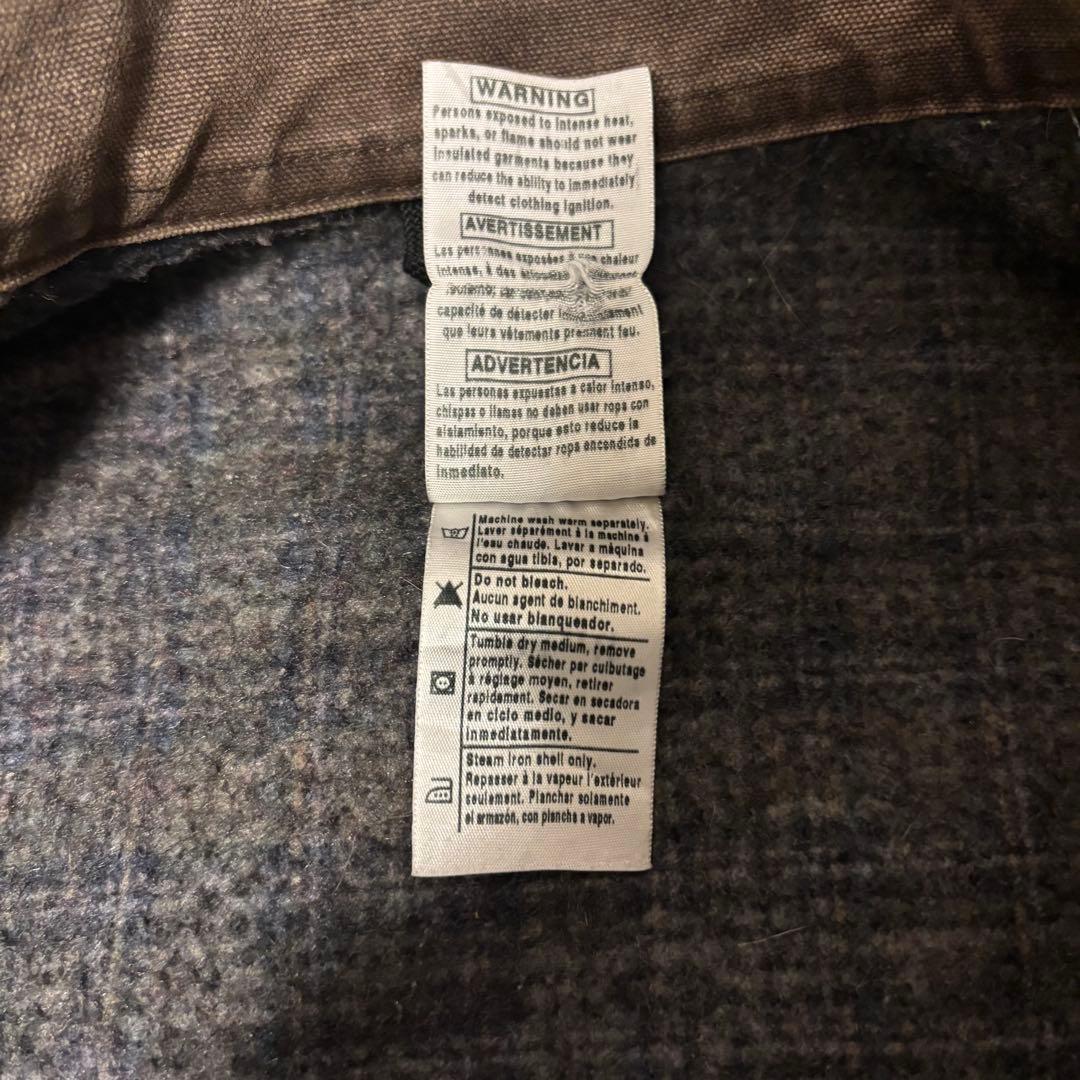 WARNING
Persons exposed to intense heat,
sparks, or flame should not wear
insulated garments because they
can reduce the ability to immediately
detect clothing ignition.
AVERTISSEMENT
Les personnes exposées à une chaleur
intense, à des
capacité de détecter
que leurs vêtements prennent feu.
ADVERTENCIA
Las personas expuestas a calor intenso,
chispas o llamas no deben usar ropa con
aislamiento, porque esto reduce la
habilidad de detectar ropa encendida de
inmediato.
Machine wash warm separately.
Laver séparément à la machine à
l'eau chaude. Lavar a máquina
con agua tibia, por separado.
Do not bleach.
Aucun agent de blanchiment.
No usar blanqueador.
Tumble dry medium, remove
promptly. Sécher par culbutage
à réglage moyen, retirer
rapidement. Secar en secadora
en ciclo medio, y sacar
inmediatamente.
Steam iron shell only.
Repasser à la vapeur l'extérieur
seulement. Planchar solamente
el armazón, con plancha a vapor.